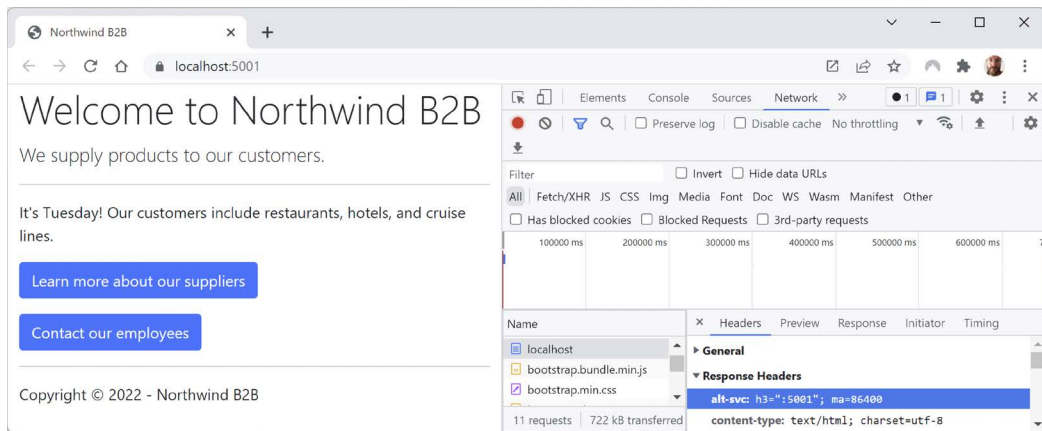 Northwind B2B
localhost:5001
Welcome to Northwind B2B
We supply products to our customers.
It's Tuesday! Our customers include restaurants, hotels, and cruise
lines.
Learn more about our suppliers
Contact our employees
Copyright © 2022 - Northwind B2B
Elements Console Sources Network » 1 1
Preserve log Disable cache No throttling
Filter Invert Hide data URLs
All Fetch/XHR JS CSS Img Media Font Doc WS Wasm Manifest Other
Has blocked cookies Blocked Requests 3rd-party requests
100000 ms 200000 ms 300000 ms 400000 ms 500000 ms 600000 ms
Name
localhost
bootstrap.bundle.min.js
bootstrap.min.css
11 requests 722 kB transferred
Headers Preview Response Initiator Timing
General
Response Headers
alt-svc: h3=":5001"; ma=86400
content-type: text/html; charset=utf-8